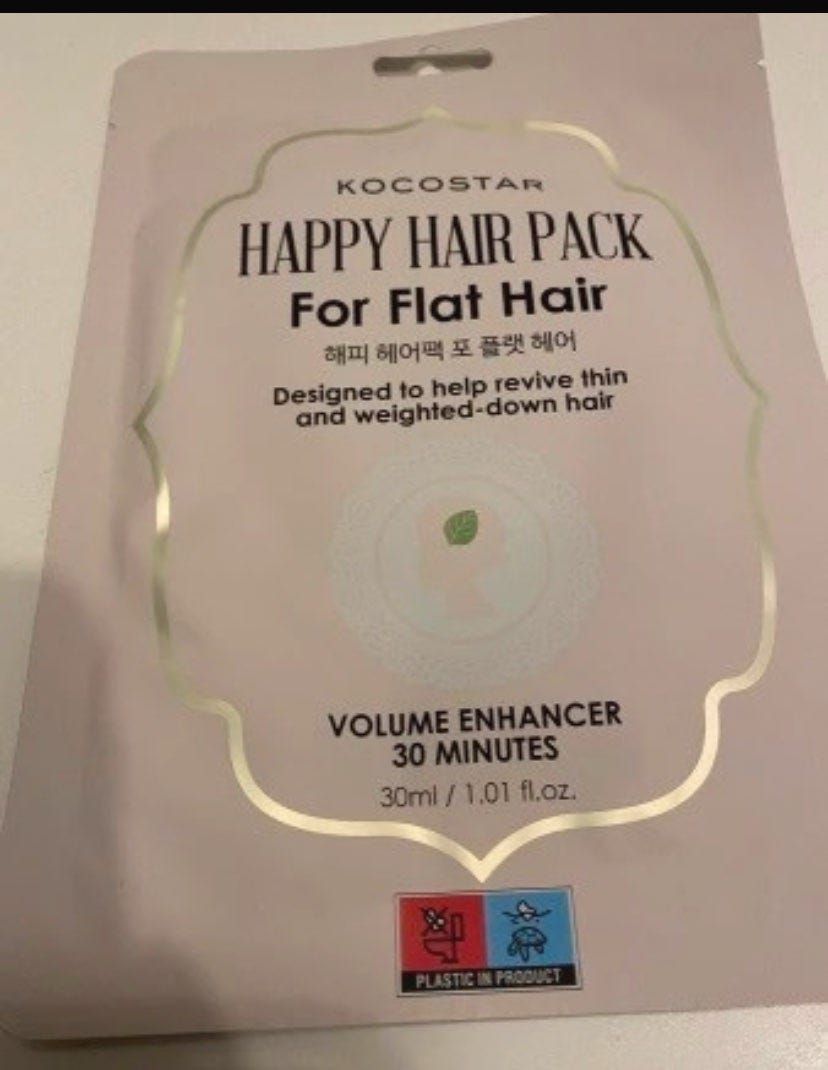 KOCOSTAR
HAPPY HAIR PACK
For Flat Hair
해피 헤어팩 포 플랫 헤어
Designed to help revive thin
and weighted-down hair
VOLUME ENHANCER
30 MINUTES
30ml / 1.01 fl.oz.
PLASTIC IN PRODUCT